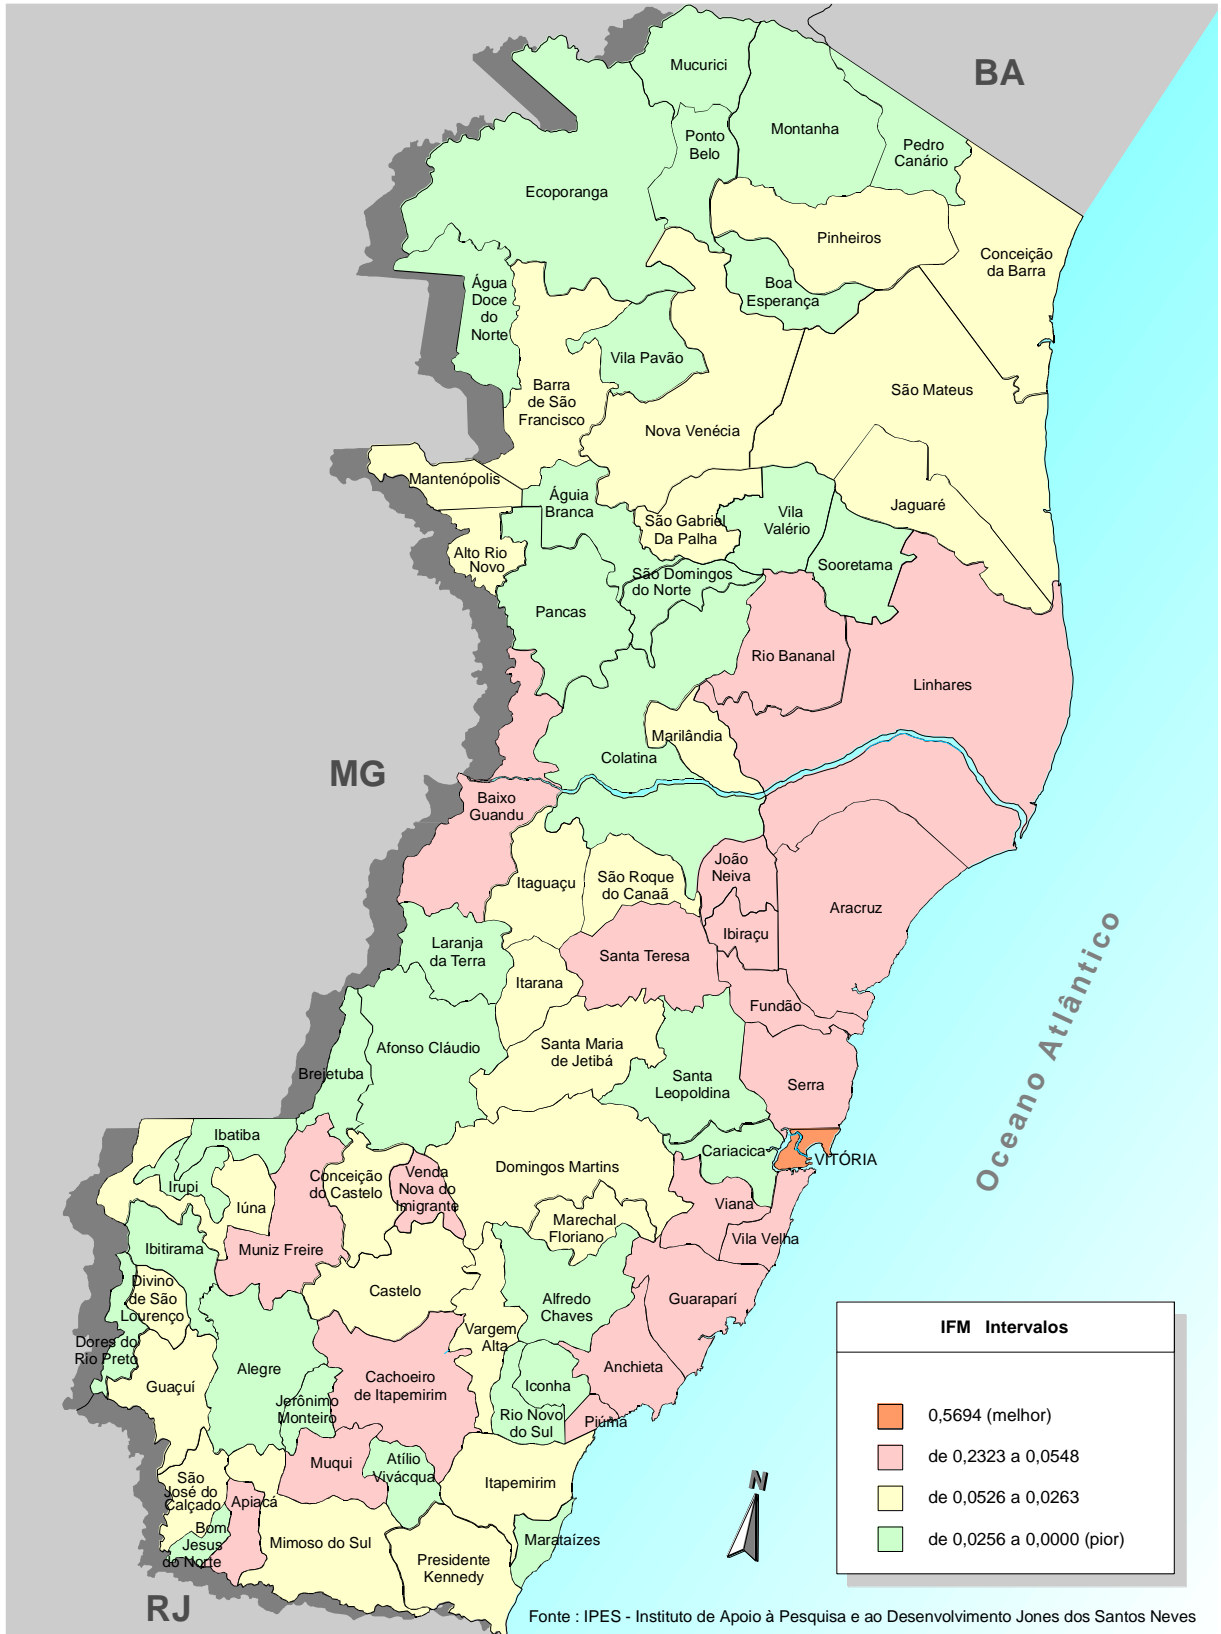 BA
Mucurici
Montanha
Ponto
Belo
Pedro
Canário
Ecoporanga
Pinheiros
Conceição
da Barra
Água
Doce
do
Norte
Boa
Esperança
Vila Pavão
Barra
de São
Francisco
São Mateus
Nova Venécia
Mantenópolis
Águia
Branca
Jaguaré
São Gabriel
Da Palha
Vila
Valério
Alto Rio
Novo
Sooretama
São Domingos
do Norte
Pancas
Rio Bananal
Linhares
Marilândia
Colatina
MG
Baixo
Guandu
João
Neiva
Itaguaçu
São Roque
do Canaã
Aracruz
Ibiraçu
Laranja
da Terra
Santa Teresa
Itarana
Fundão
Oceano Atlântico
Afonso Cláudio
Santa Maria
de Jetibá
Brejetuba
Santa
Leopoldina
Serra
Ibatiba
Cariacica
VITÓRIA
Domingos Martins
Conceição
do Castelo
Venda
Nova do
Imigrante
Irupi
Iúna
Viana
Marechal
Floriano
Vila Velha
Ibitirama
Muniz Freire
Divino
de São
Lourenço
Castelo
Alfredo
Chaves
Guaraparí
Vargem
Alta
Dores do
Rio Preto
Alegre
Cachoeiro
de Itapemirim
Anchieta
Guaçuí
Iconha
Jerônimo
Monteiro
Rio Novo
do Sul
Piúma
Muqui
Atílio
Vivácqua
São
José do
Calçado
Apiacá
Itapemirim
Bom
Jesus
do Norte
Mimoso do Sul
Marataízes
Presidente
Kennedy
RJ
IFM Intervalos
0,5694 (melhor)
de 0,2323 a 0,0548
de 0,0526 a 0,0263
de 0,0256 a 0,0000 (pior)
N
Fonte : IPES - Instituto de Apoio à Pesquisa e ao Desenvolvimento Jones dos Santos Neves